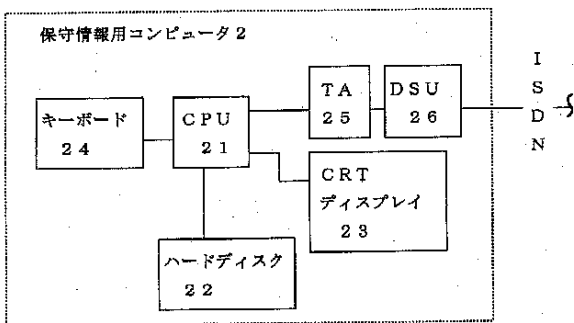 保守情報用コンピュータ２
キーボード
２４
ＣＰＵ
２１
ＴＡ
２５
ＤＳＵ
２６
ＣＲＴ
ディスプレイ
２３
ハードディスク
２２
ＩＳＤＮ